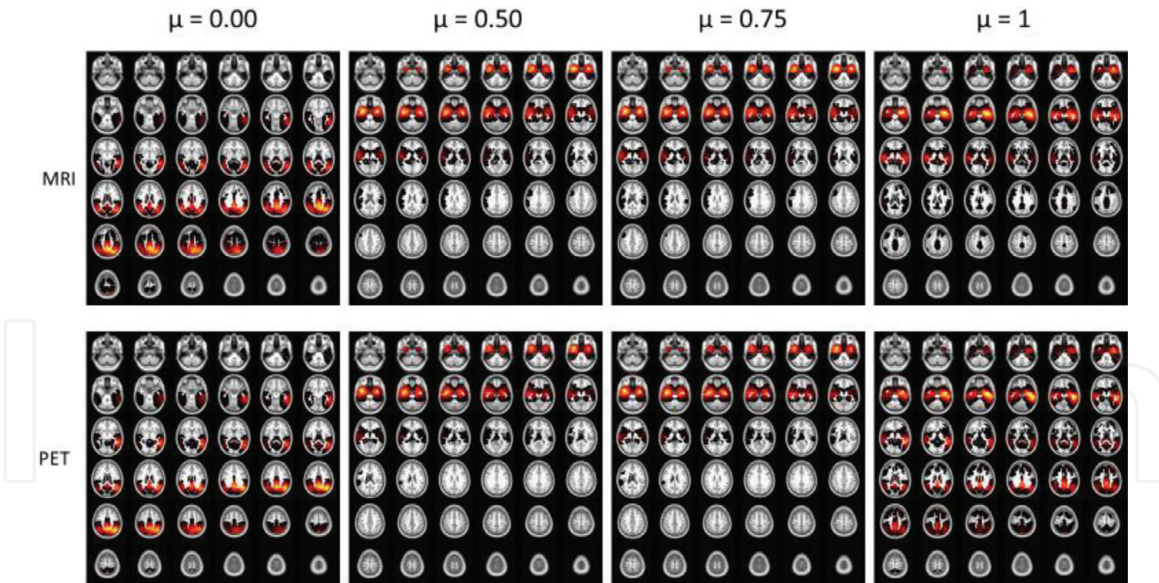 μ = 0.00 μ = 0.50 μ = 0.75 μ = 1
MRI
PET